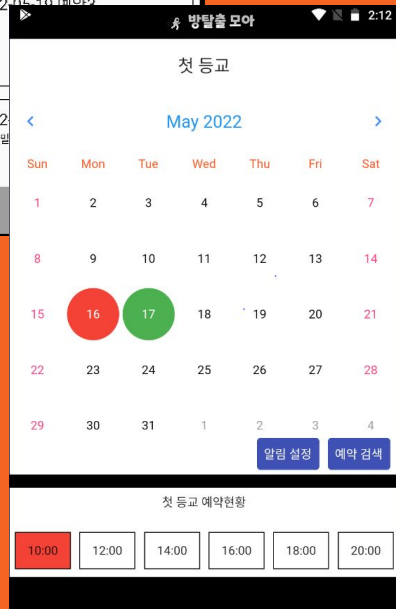 방탈출 모아
2:12
첫 등교
May 2022
Sun Mon Tue Wed Thu Fri Sat
1 2 3 4 5 6 7
8 9 10 11 12 13 14
15 16 17 18 19 20 21
22 23 24 25 26 27 28
29 30 31 1 2 3 4
알림 설정 예약 검색
첫 등교 예약현황
10:00 12:00 14:00 16:00 18:00 20:00